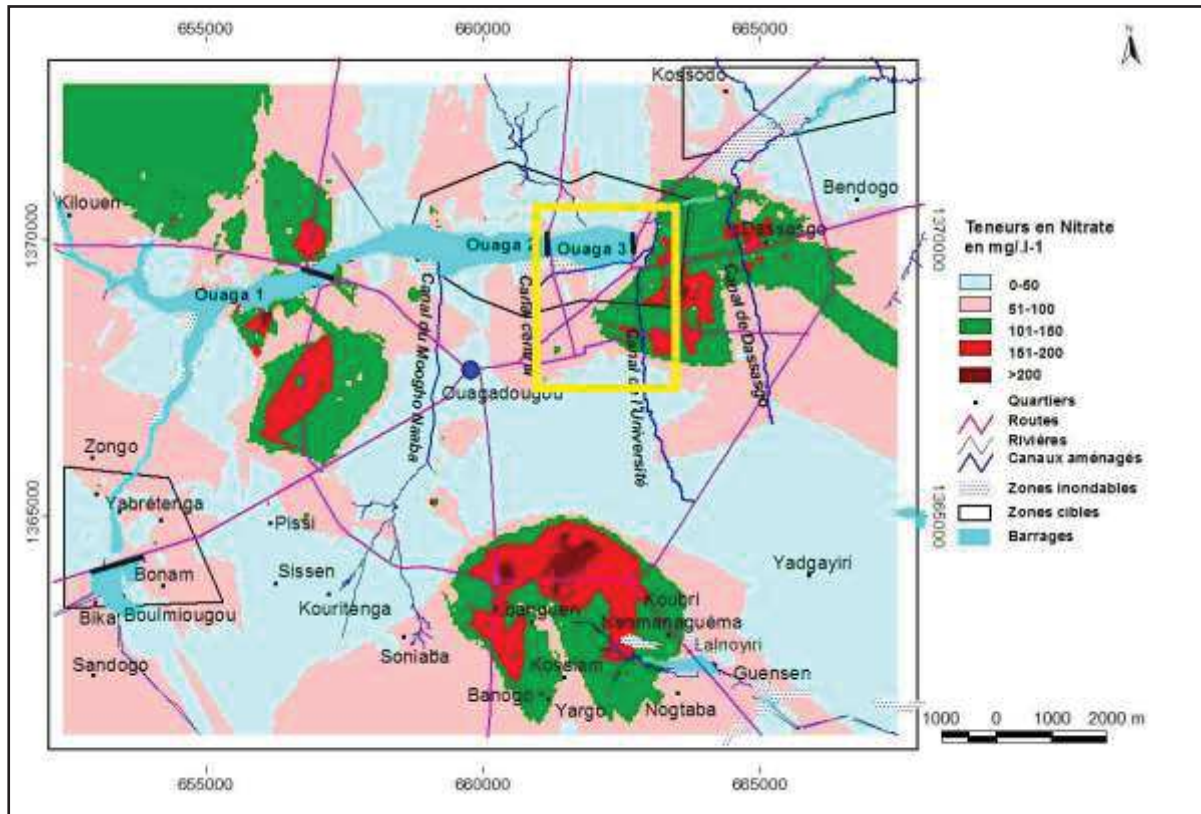 655000
660000
665000
N
Kossodo
Kilouen
Bendogo
1370000
1370000
Ouaga 2
Ouaga 3
Dassasgo
Ouaga 1
Canal du Moogho Naaba
Canal central
Canal de l'Université
Canal de Dassasgo
Ouagadougou
Zongo
Yabrétenga
Pissi
1365000
1365000
Bonam
Sissen
Kouritenga
Yadgayiri
Bika
Boulmiougou
Koubri
Kenmanaguèma
Sandogo
Soniaba
Lalnoyiri
Guensen
Banogo
Yargo
Nogtaba
655000
660000
665000
Teneurs en Nitrate
en mg/.l-1
0-50
51-100
101-150
151-200
>200
Quartiers
Routes
Rivières
Canaux aménagés
Zones inondables
Zones cibles
Barrages
1000 0 1000 2000 m